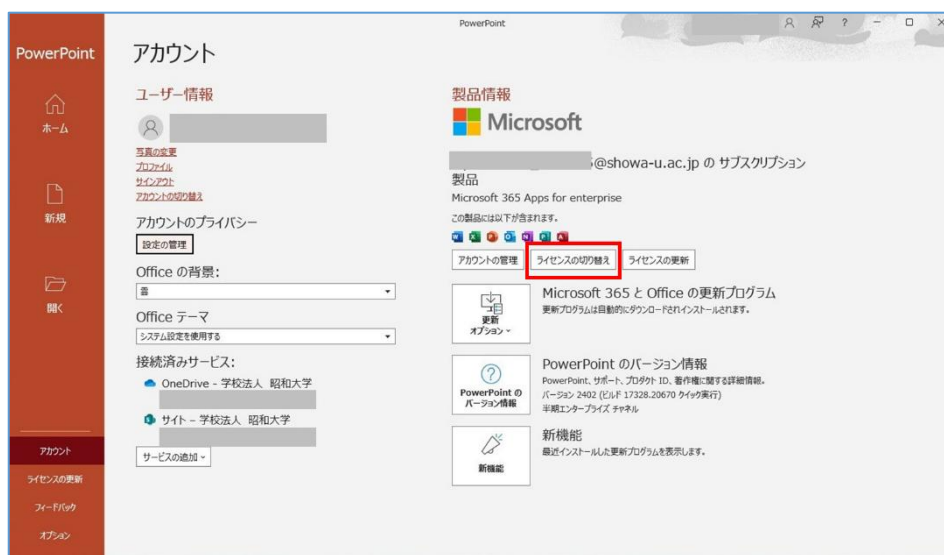 PowerPoint
PowerPoint
ホーム
新規
開く
アカウント
ライセンスの更新
フィードバック
オプション
アカウント
ユーザー情報
写真の変更
プロファイル
サインアウト
アカウントの切り替え
アカウントのプライバシー
設定の管理
Office の背景:
雲
Office テーマ
システム設定を使用する
接続済みサービス:
OneDrive - 学校法人 昭和大学
サイト - 学校法人 昭和大学
サービスの追加
製品情報
Microsoft
@showa-u.ac.jp の サブスクリプション
製品
Microsoft 365 Apps for enterprise
この製品には以下が含まれます。
アカウントの管理
ライセンスの切り替え
ライセンスの更新
更新
オプション
Microsoft 365 と Office の更新プログラム
更新プログラムは自動的にダウンロードされインストールされます。
PowerPoint の
バージョン情報
PowerPoint のバージョン情報
PowerPoint、サポート、プロダクト ID、著作権に関する詳細情報。
バージョン 2402 (ビルド 17328.20670 クイック実行)
半期エンタープライズ チャネル
新機能
新機能
最近インストールした更新プログラムを表示します。